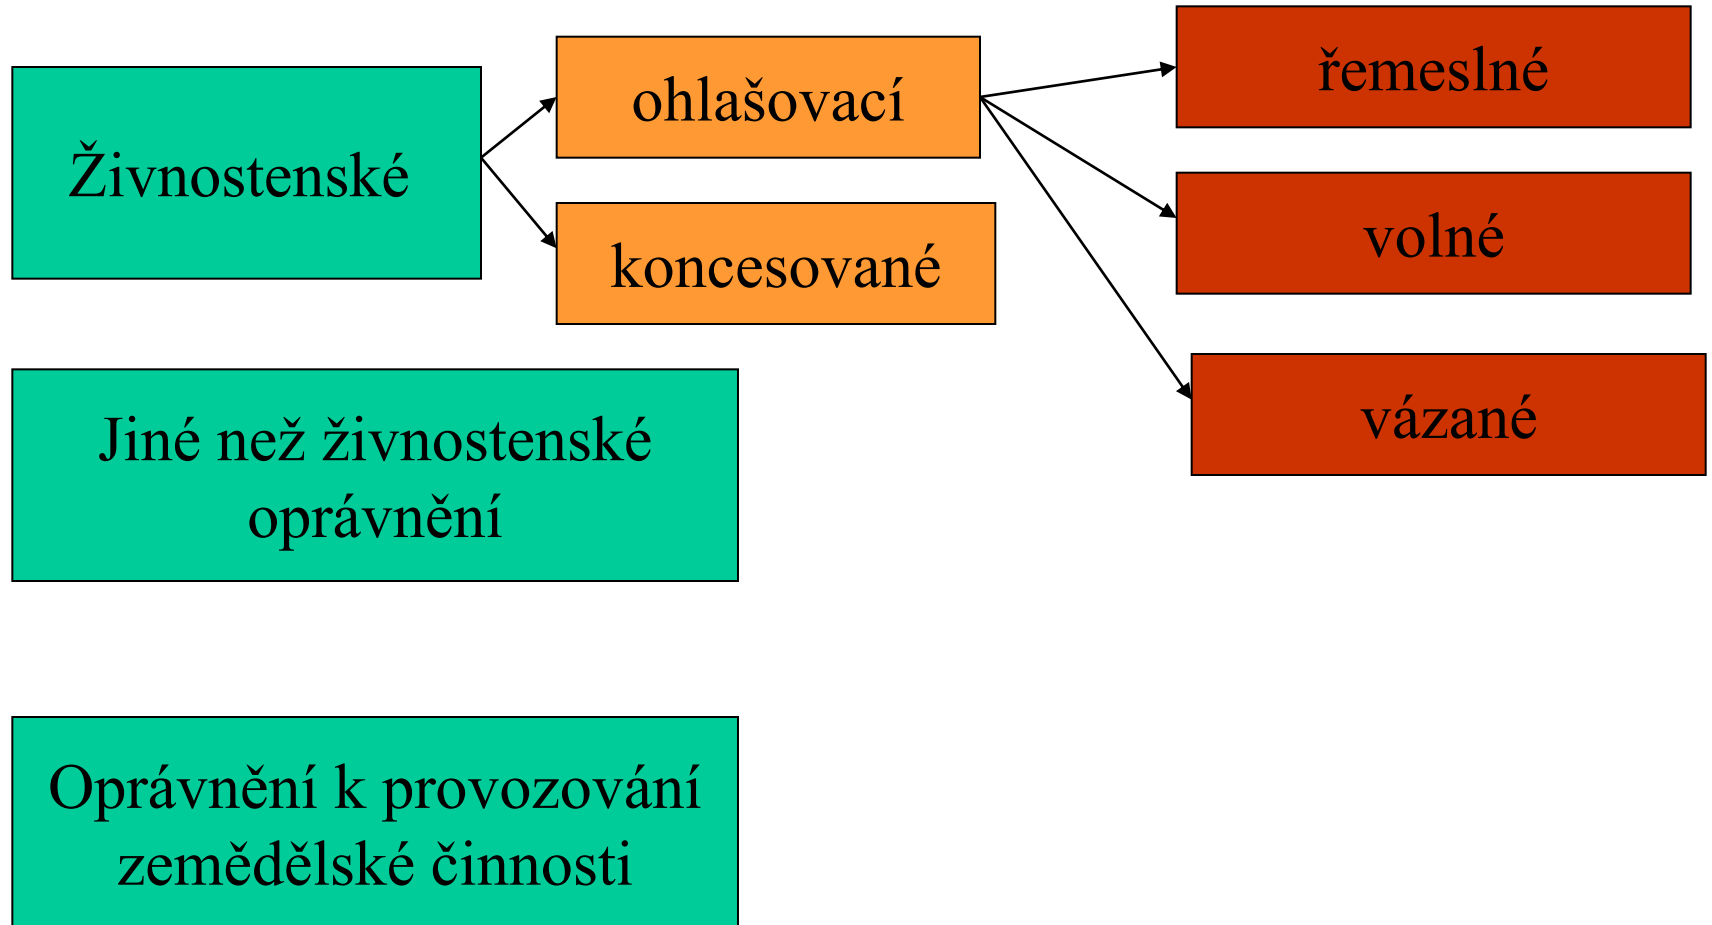 Živnostenské
ohlašovací
koncesované
řemeslné
volné
vázané
Jiné než živnostenské
oprávnění
Oprávnění k provozování
zemědělské činnosti